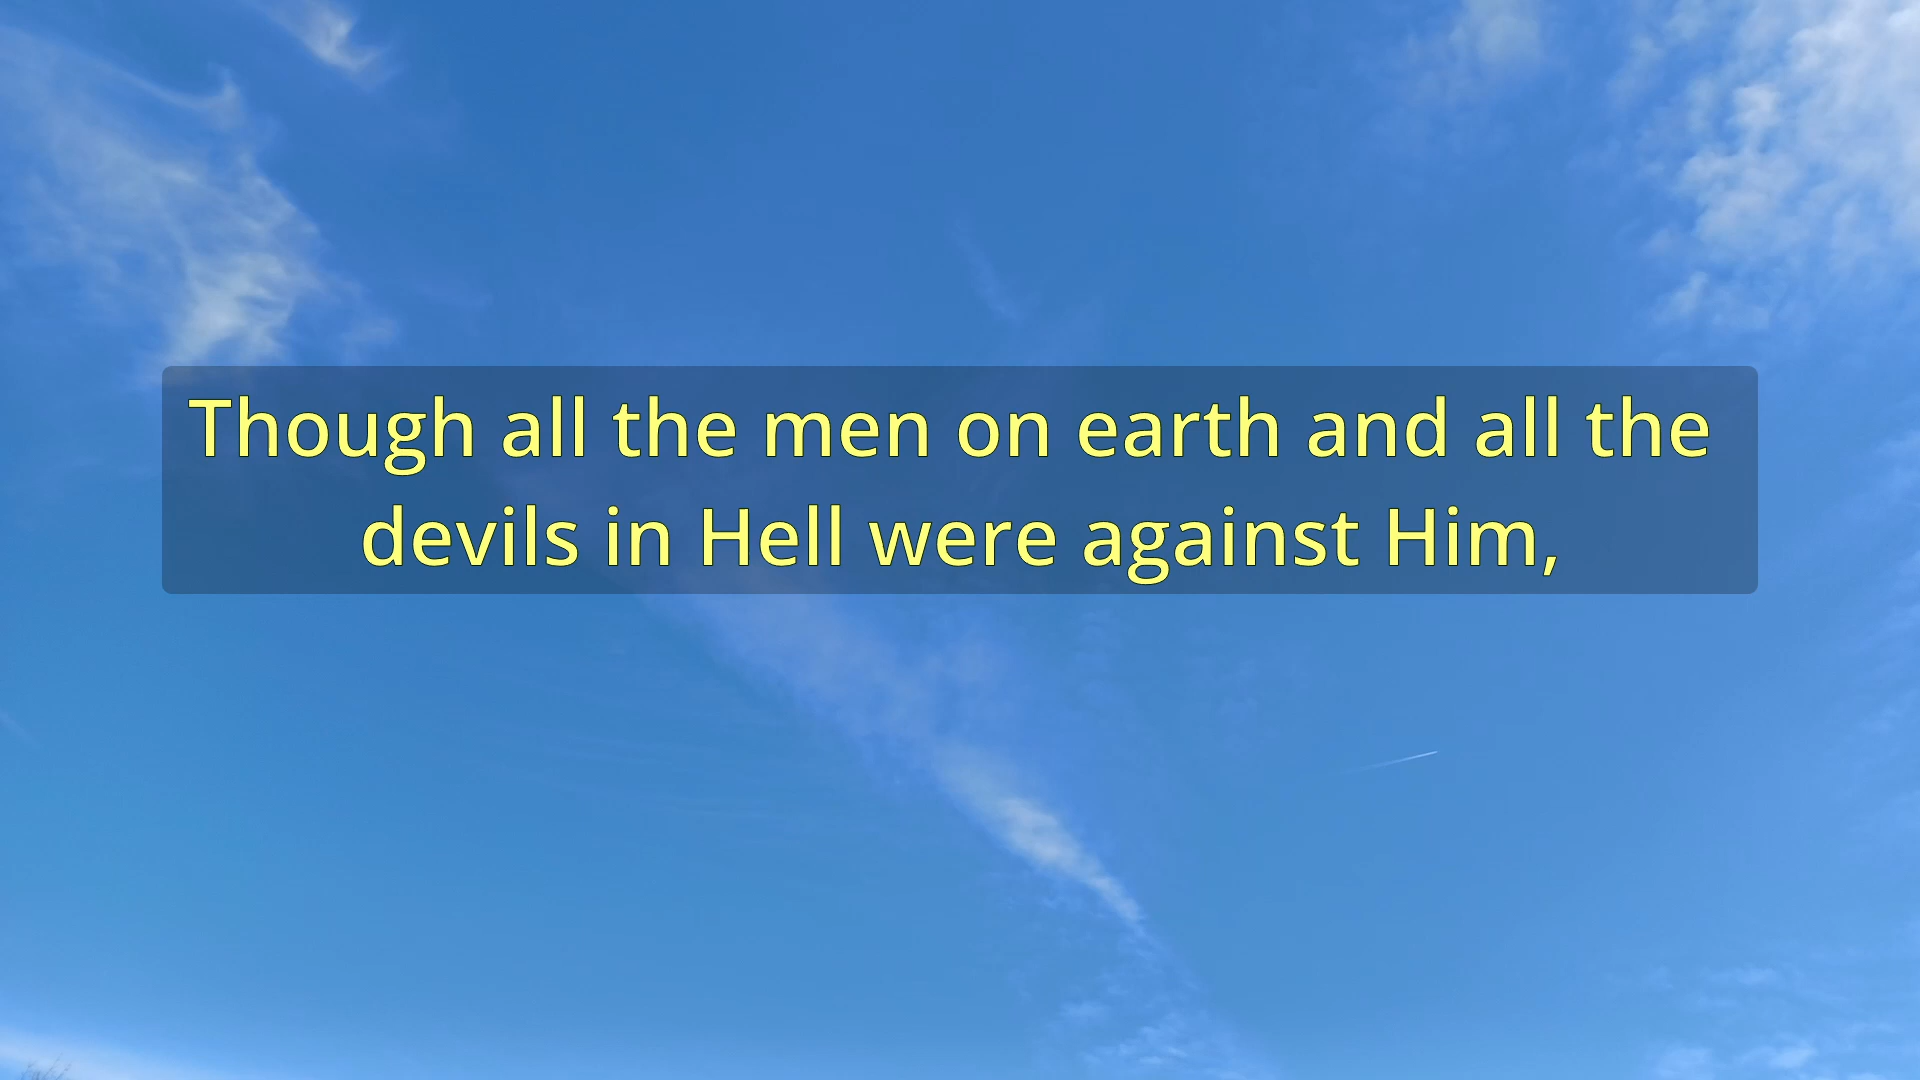 Though all the men on earth and all the
devils in Hell were against Him,